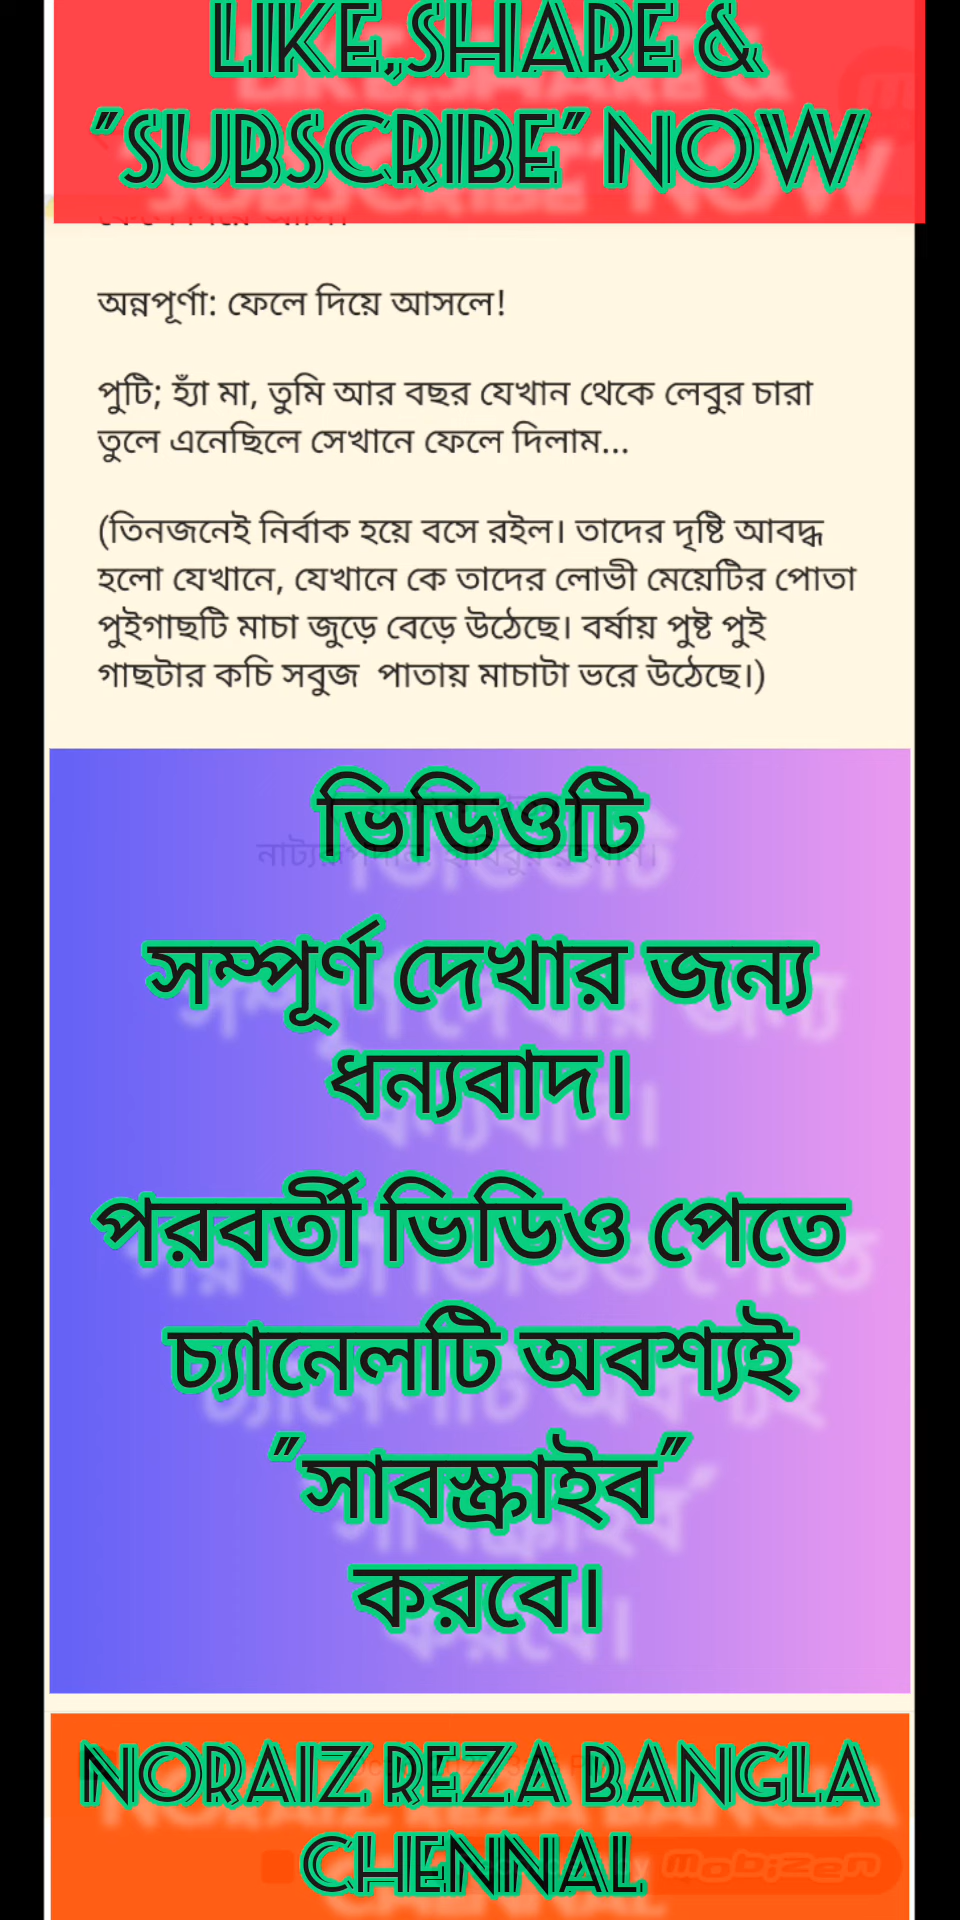 LIKE,SHARE &
"SUBSCRIBE" NOW
অন্নপূর্ণা: ফেলে দিয়ে আসলে!
পুটি; হ্যাঁ মা, তুমি আর বছর যেখান থেকে লেবুর চারা
তুলে এনেছিলে সেখানে ফেলে দিলাম...
(তিনজনেই নির্বাক হয়ে বসে রইল। তাদের দৃষ্টি আবদ্ধ
হলো যেখানে, যেখানে কে তাদের লোভী মেয়েটির পোতা
পুইগাছটি মাচা জুড়ে বেড়ে উঠেছে। বর্ষায় পুষ্ট পুই
গাছটার কচি সবুজ পাতায় মাচাটা ভরে উঠেছে।)
ভিডিওটি
সম্পূর্ণ দেখার জন্য
ধন্যবাদ।
পরবর্তী ভিডিও পেতে
চ্যানেলটি অবশ্যই
"সাবস্ক্রাইব"
করবে।
NORAIZ REZA BANGLA
CHENNAL
mobizen